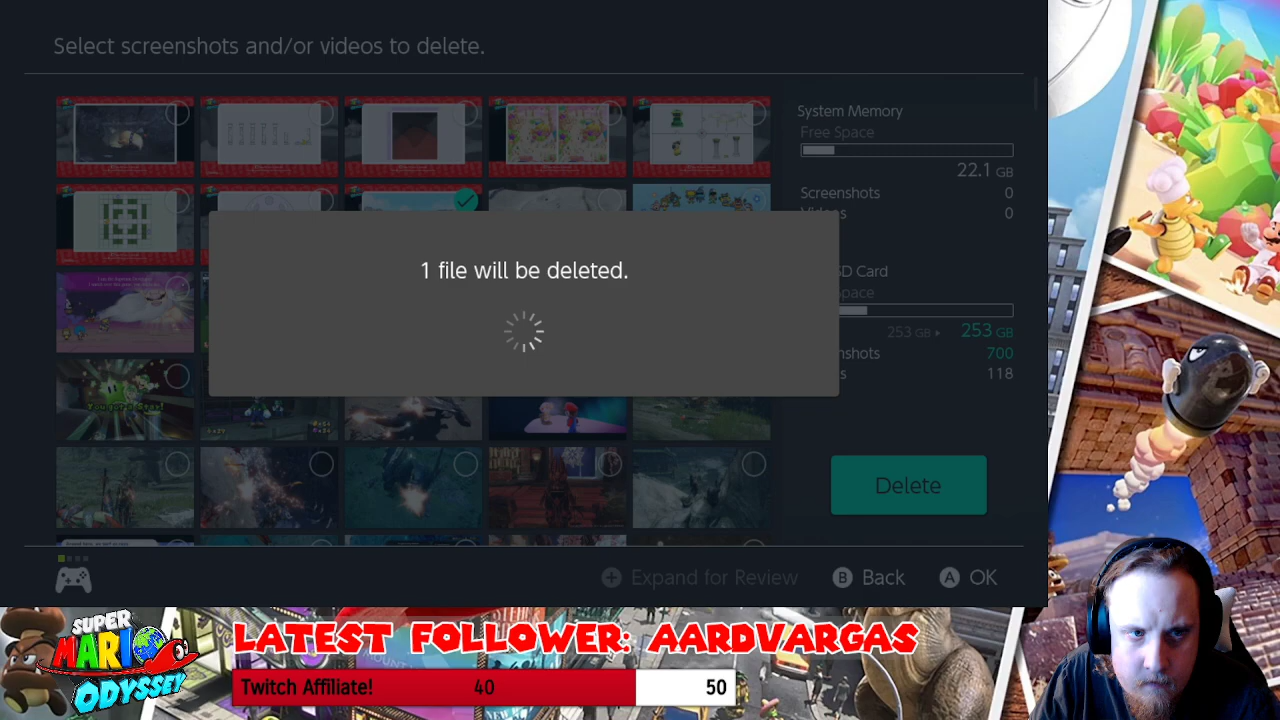 Select screenshots and/or videos to delete.
System Memory
Free Space
22.1 GB
Screenshots 0
0
1 file will be deleted.
SD Card
253 GB ▸ 253 GB
700
118
You got a
Delete
Expand for Review
B Back
A OK
SUPER
MARIO
ODYSSEY
LATEST FOLLOWER: AARDVARGAS
Twitch Affiliate! 40 50